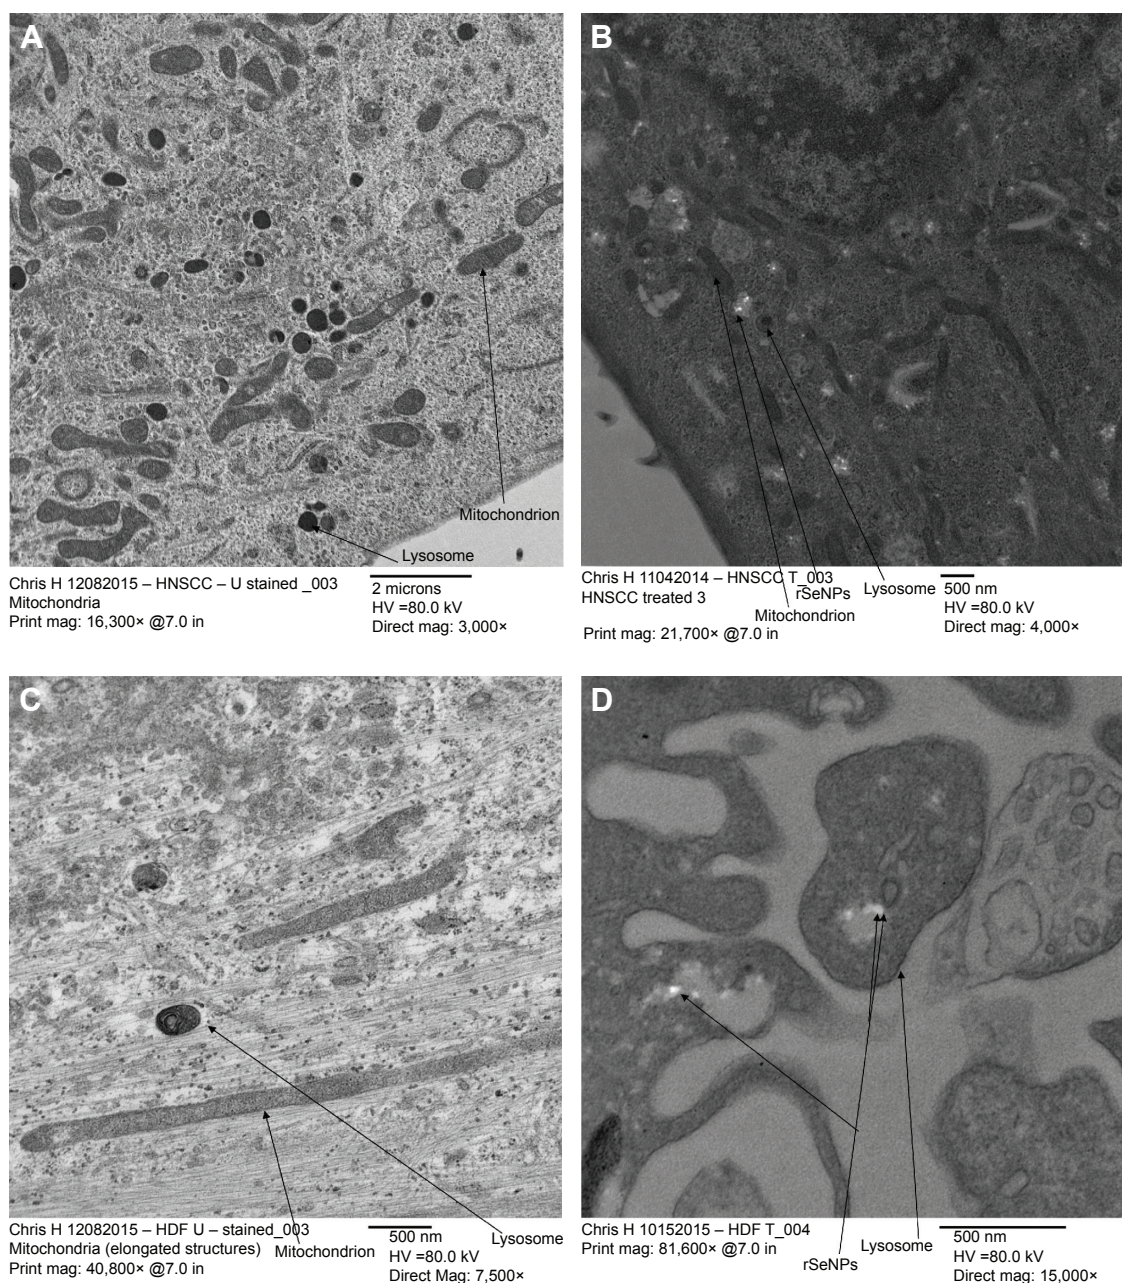 A
Mitochondrion
Lysosome
Chris H 12082015 – HNSCC – U stained _003
Mitochondria
Print mag: 16,300× @7.0 in
2 microns
HV =80.0 kV
Direct mag: 3,000×
B
Chris H 11042014 – HNSCC T_003
HNSCC treated 3
Print mag: 21,700× @7.0 in
rSeNPs
Mitochondrion
Lysosome
500 nm
HV =80.0 kV
Direct mag: 4,000×
C
Chris H 12082015 – HDF U – stained_003
Mitochondria (elongated structures)
Print mag: 40,800× @7.0 in
Mitochondrion
Lysosome
500 nm
HV =80.0 kV
Direct Mag: 7,500×
D
Chris H 10152015 – HDF T_004
Print mag: 81,600× @7.0 in
rSeNPs
Lysosome
500 nm
HV =80.0 kV
Direct mag: 15,000×